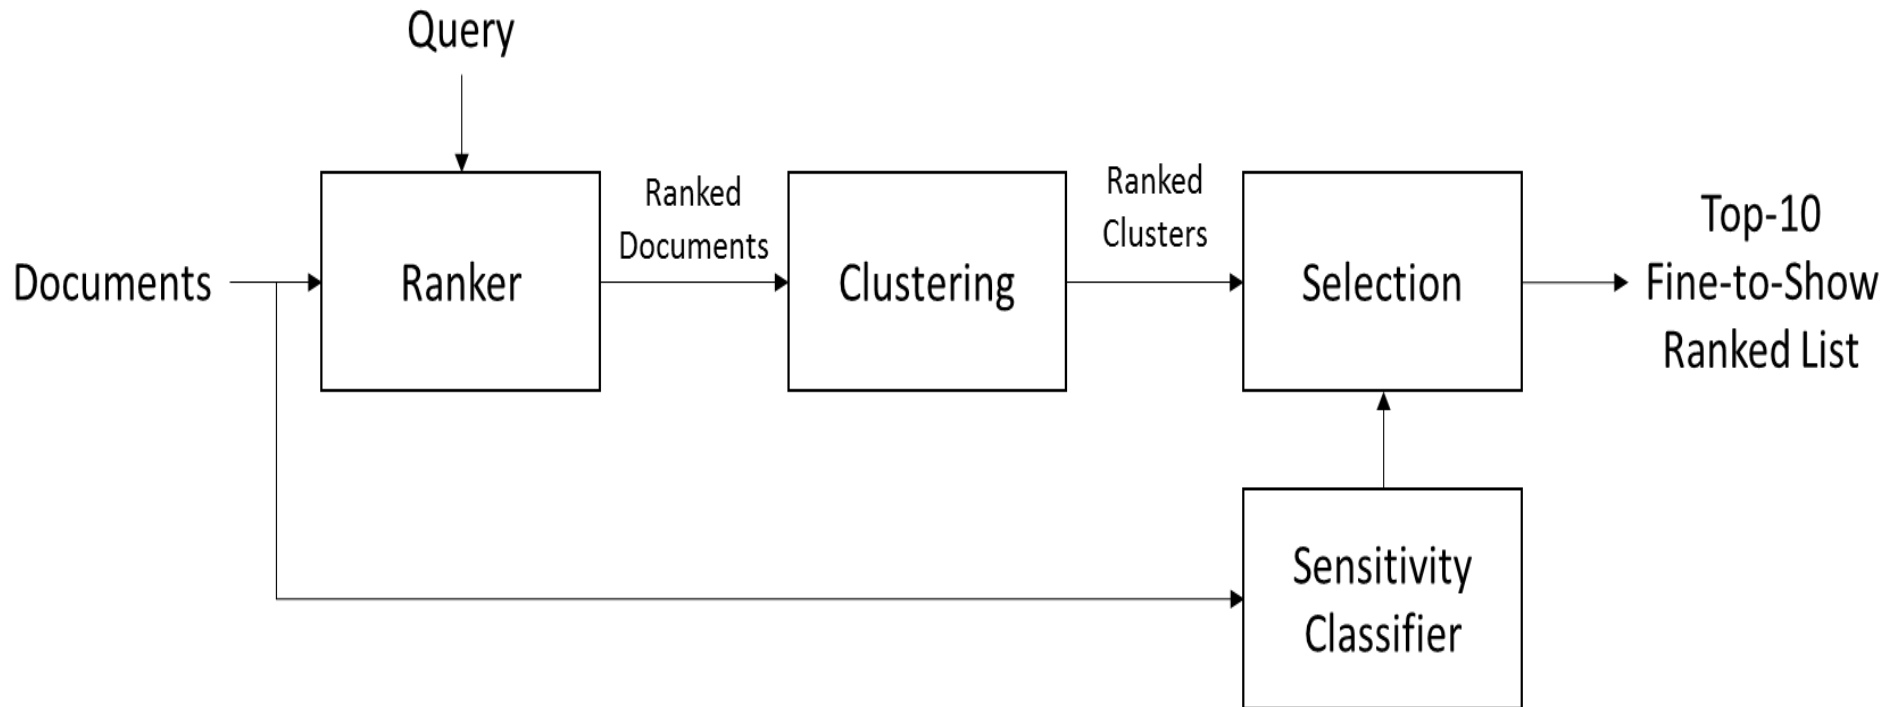 Query
Documents
Ranker
Ranked
Documents
Clustering
Ranked
Clusters
Selection
Top-10
Fine-to-Show
Ranked List
Sensitivity
Classifier